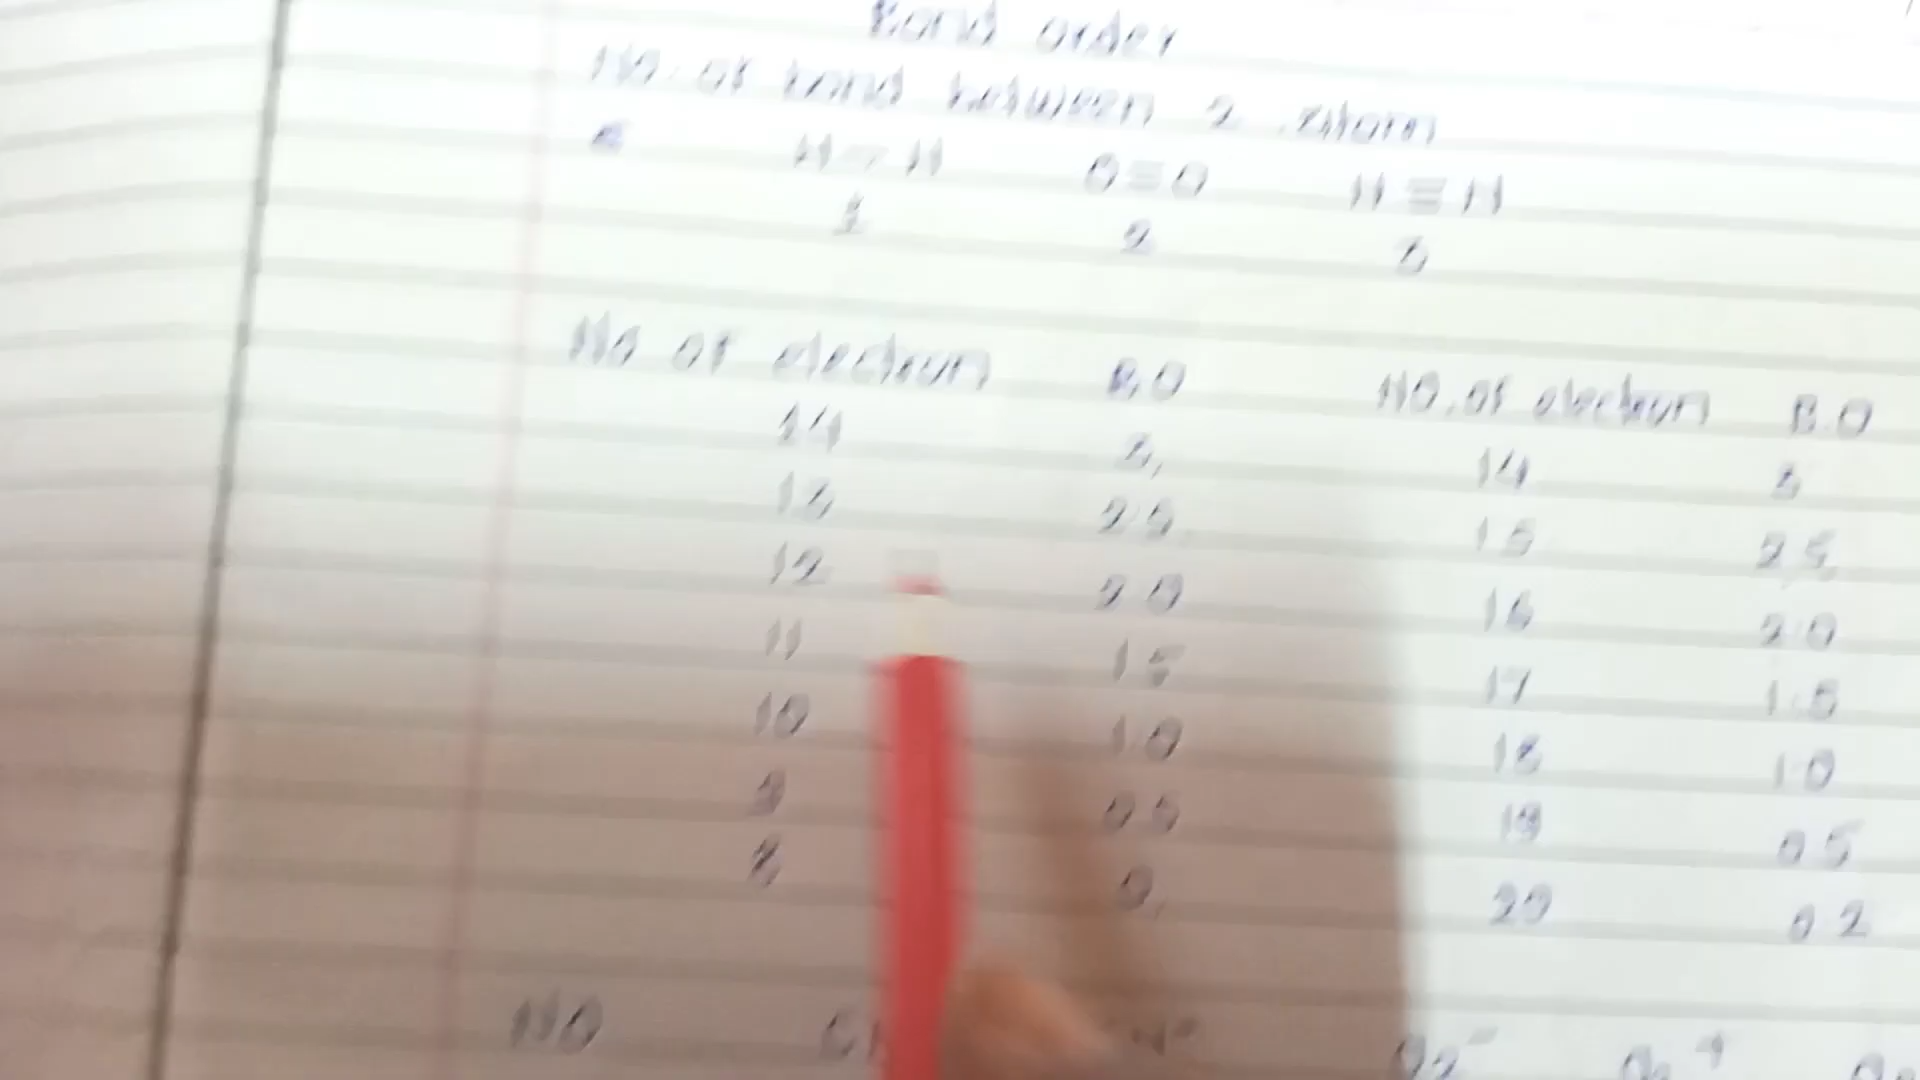 Bond order
No. of bond between 2 Atom
H - H O = O N ≡ N
1 2 3
No of electron B.O No. of electron B.O
14 3 14 3
13 2.5 15 2.5
12 2.0 16 2.0
11 1.5 17 1.5
10 1.0 18 1.0
9 0.5 19 0.5
8 0 20
NO O2⁻